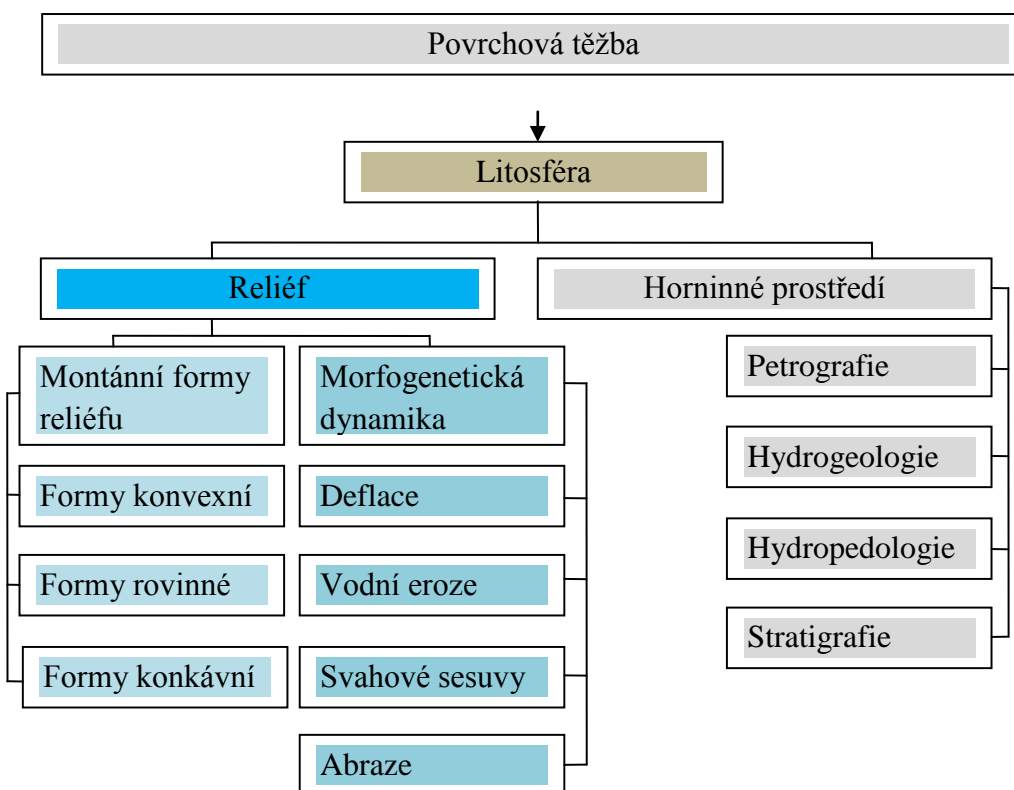 Povrchová těžba
Litosféra
Reliéf
Horninné prostředí
Montánní formy
reliéfu
Morfogenetická
dynamika
Petrografie
Formy konvexní
Deflace
Hydrogeologie
Formy rovinné
Vodní eroze
Hydropedologie
Formy konkávní
Svahové sesuvy
Stratigrafie
Abraze